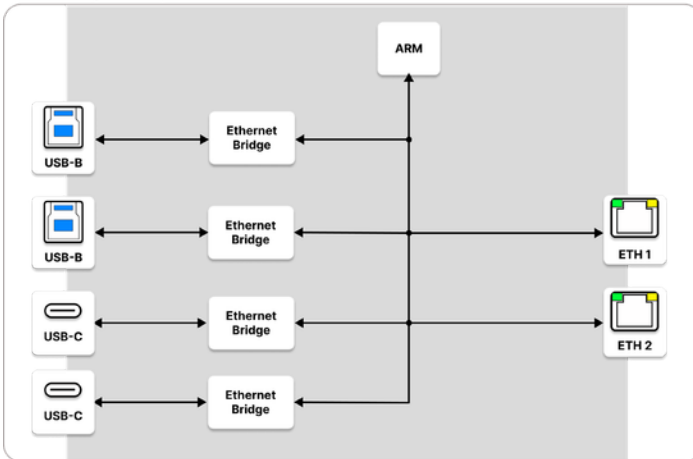 ARM
USB-B
Ethernet
Bridge
USB-B
Ethernet
Bridge
ETH 1
USB-C
Ethernet
Bridge
ETH 2
USB-C
Ethernet
Bridge